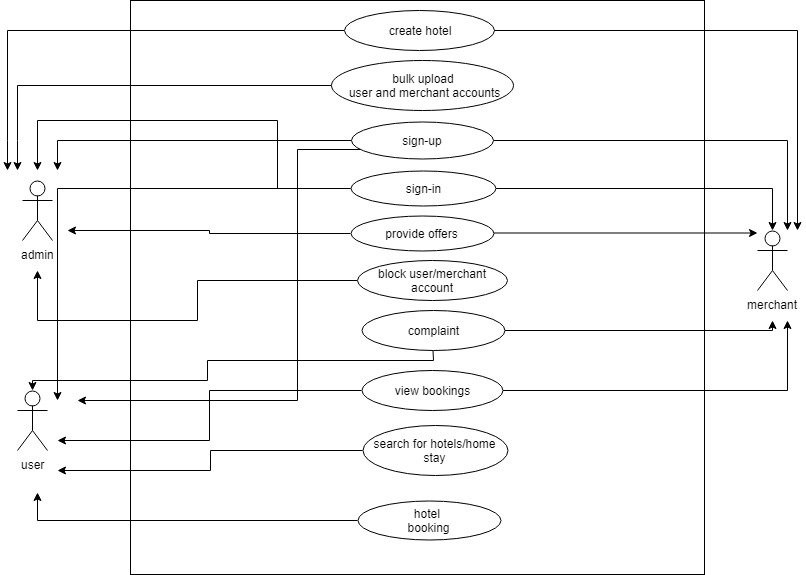 create hotel
bulk upload
user and merchant accounts
sign-up
sign-in
admin
provide offers
block user/merchant
account
merchant
complaint
view bookings
search for hotels/home
stay
user
hotel
booking